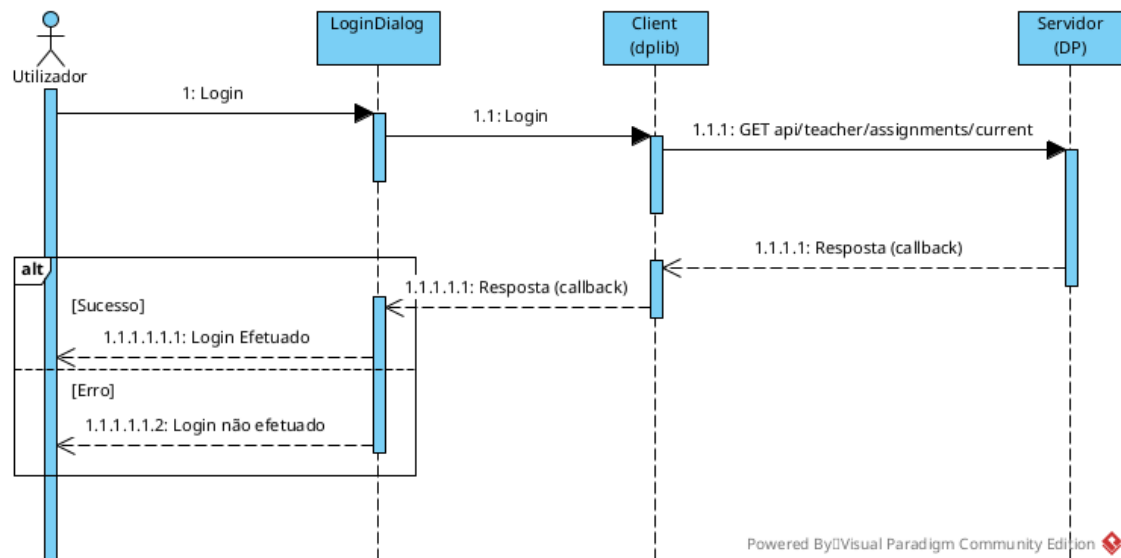 LoginDialog
Client
(dplib)
Servidor
(DP)
Utilizador
1: Login
1.1: Login
1.1.1: GET api/teacher/assignments/current
1.1.1.1: Resposta (callback)
alt
1.1.1.1.1: Resposta (callback)
[Sucesso]
1.1.1.1.1.1: Login Efetuado
[Erro]
1.1.1.1.1.2: Login não efetuado
Powered By▯Visual Paradigm Community Edition